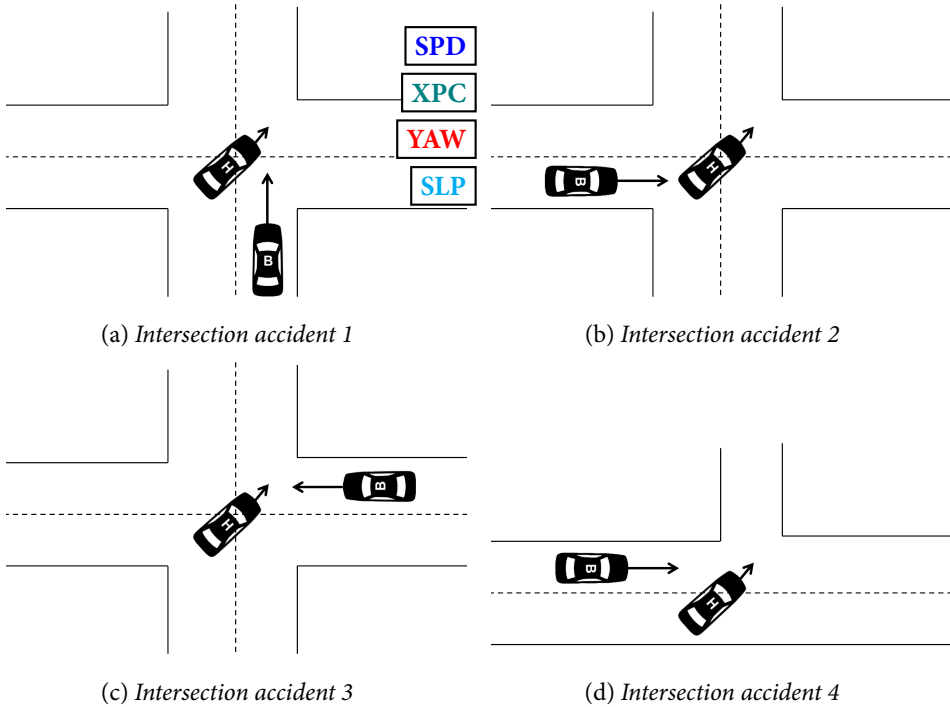 SPD
XPC
YAW
SLP
H
B
B
H
(a) Intersection accident 1
(b) Intersection accident 2
B
H
B
H
(c) Intersection accident 3
(d) Intersection accident 4